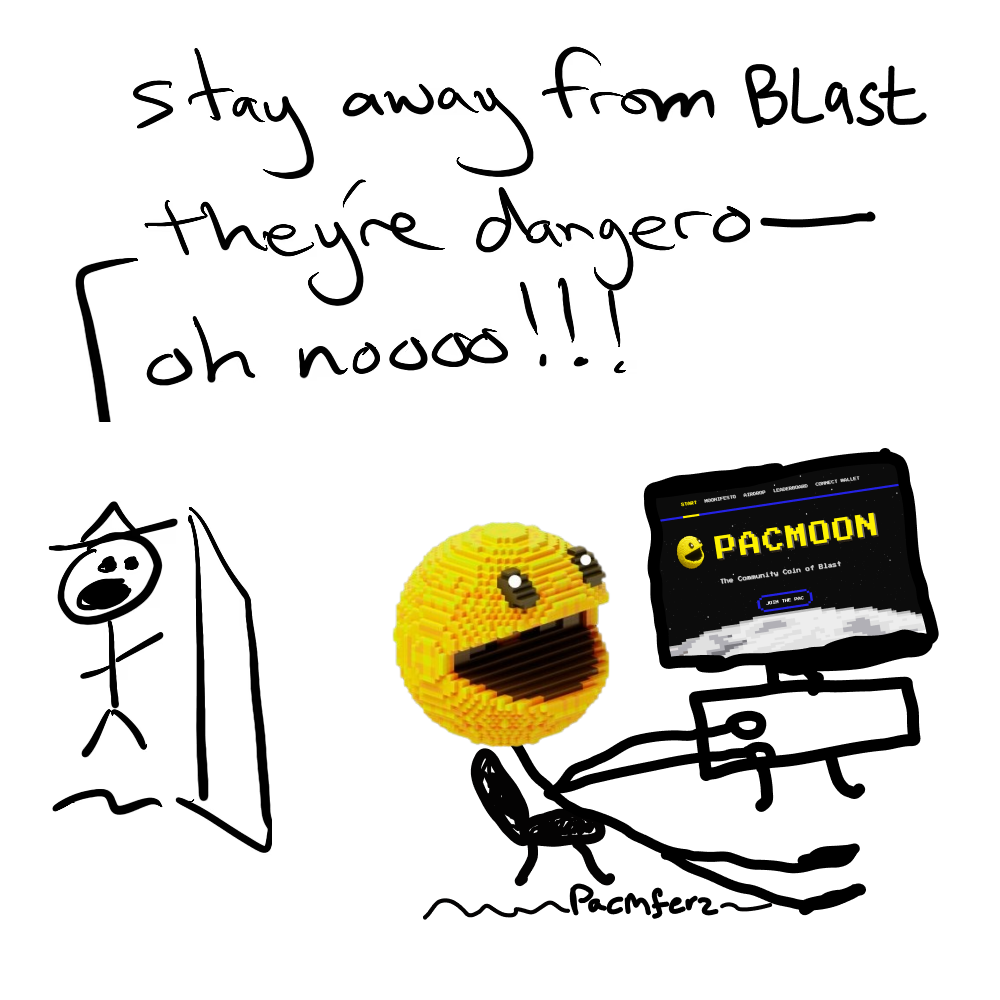 stay away from BLast
they're dangero—
oh noooo!!!
START MOONIFESTO AIRDROP LEADERBOARD CONNECT WALLET
PACMOON
The Community Coin of Blast
JOIN THE PAC
Pacmferz